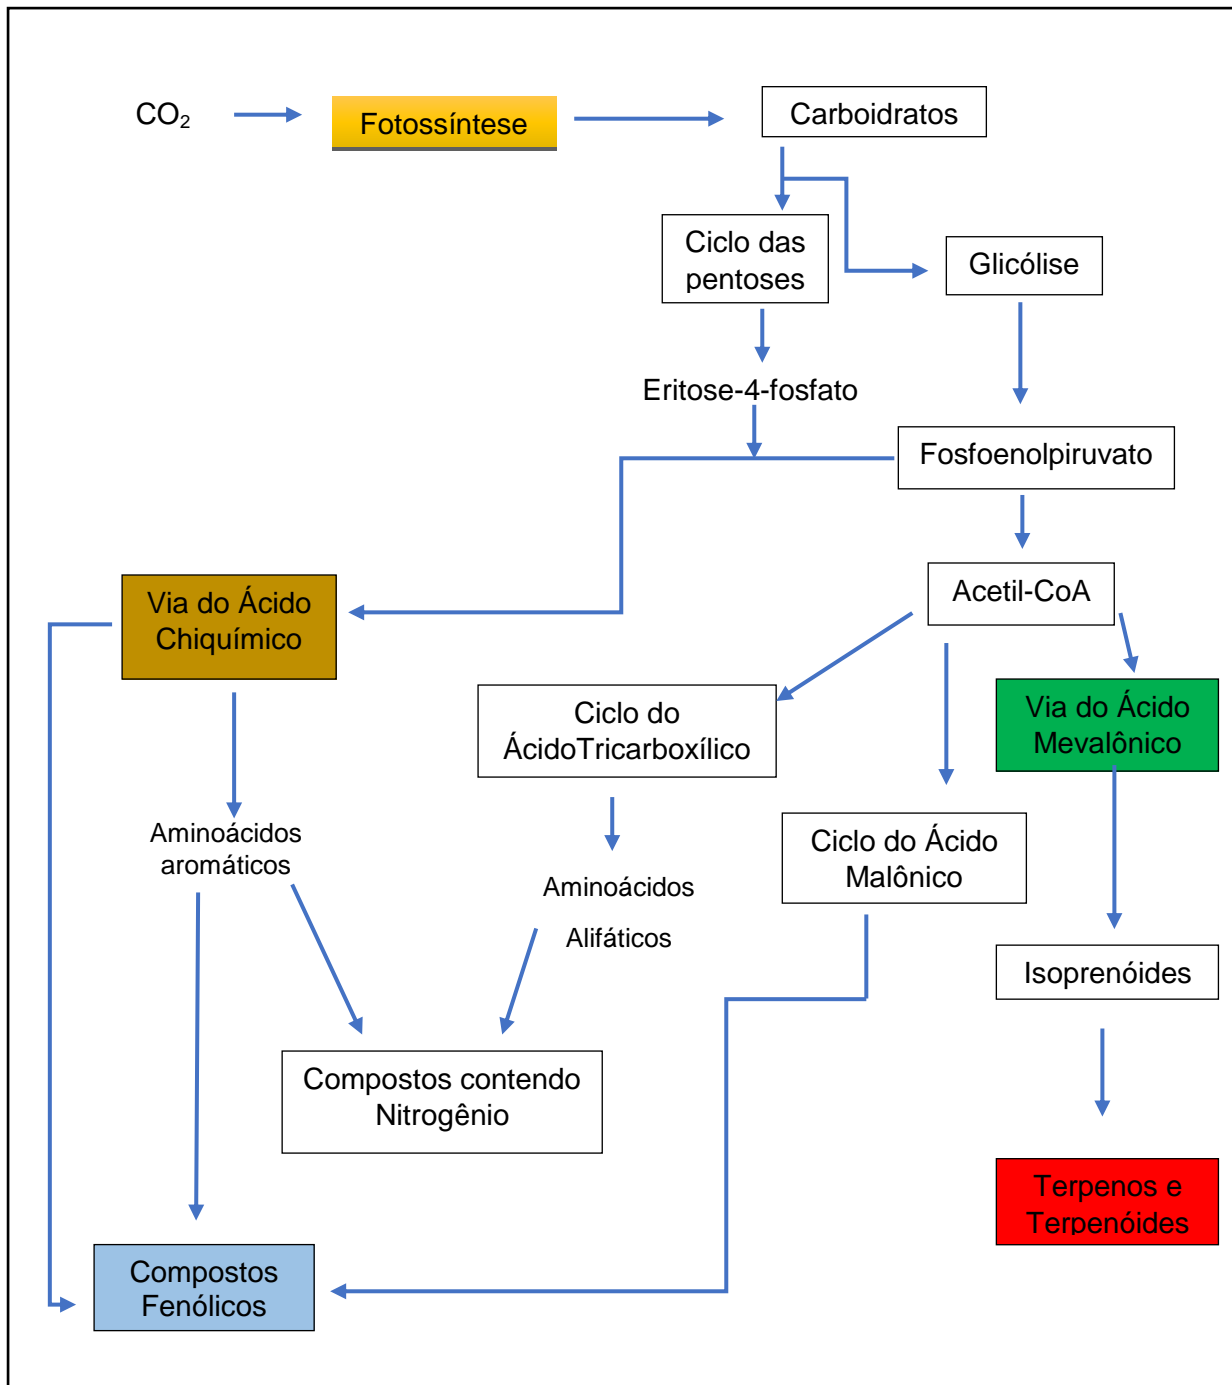 CO₂
Fotossíntese
Carboidratos
Ciclo das
pentoses
Glicólise
Eritose-4-fosfato
Fosfoenolpiruvato
Via do Ácido
Chiquímico
Acetil-CoA
Ciclo do
ÁcidoTricarboxílico
Via do Ácido
Mevalônico
Aminoácidos
aromáticos
Aminoácidos
Alifáticos
Ciclo do Ácido
Malônico
Isoprenóides
Compostos contendo
Nitrogênio
Terpenos e
Terpenóides
Compostos
Fenólicos